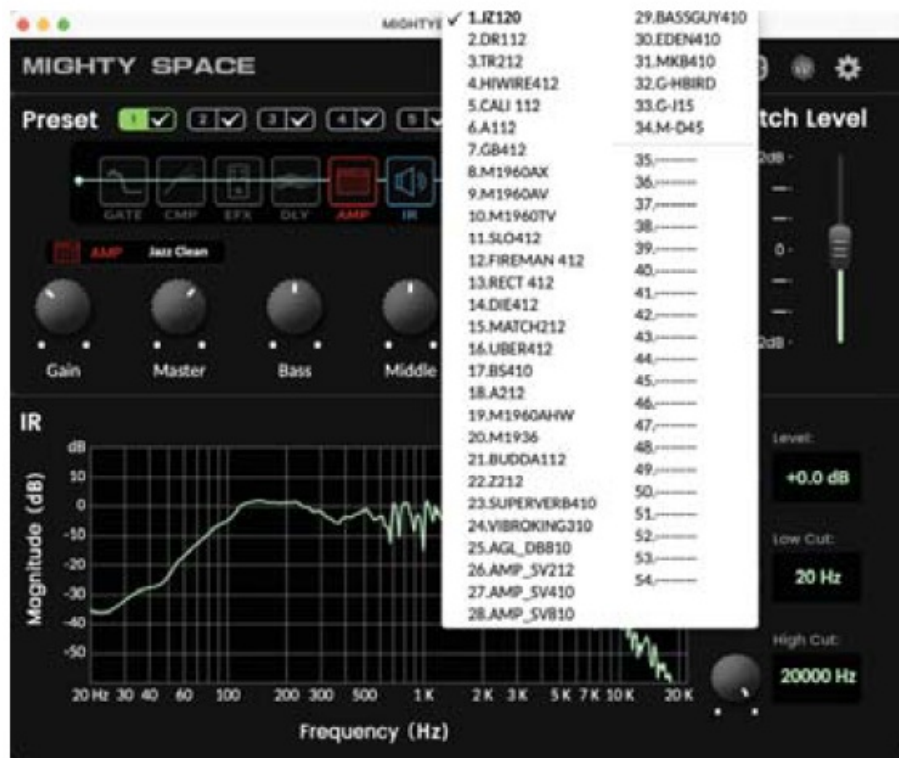 MIGHTYS
MIGHTY SPACE
Preset
1
2
3
4
5
tch Level
GATE
CMP
EFX
DLY
AMP
IR
AMP
Jazz Clean
Gain
Master
Bass
Middle
2dB
0
2dB
1.JZ120
2.DR112
3.TR212
4.HIWIRE412
5.CALI 112
6.A112
7.GB412
8.M1960AX
9.M1960AV
10.M1960TV
11.SLO412
12.FIREMAN 412
13.RECT 412
14.DIE412
15.MATCH212
16.UBER412
17.BS410
18.A212
19.M1960AHW
20.M1936
21.BUDDA112
22.Z212
23.SUPERVERB410
24.VIBROKING310
25.AGL_DB810
26.AMP_SV212
27.AMP_SV410
28.AMP_SV810
29.BASSGUY410
30.EDEN410
31.MKB410
32.G-HBIRD
33.G-J15
34.M-D45
35.---------
36.---------
37.---------
38.---------
39.---------
40.---------
41.---------
42.---------
43.---------
44.---------
45.---------
46.---------
47.---------
48.---------
49.---------
50.---------
51.---------
52.---------
53.---------
54.---------
IR
Magnitude (dB)
dB
10
0
-10
-20
-30
-40
-50
20 Hz 30 40 60 100 200 300 500 1 K 2 K 3 K 5 K 7 K 10 K 20 K
Frequency (Hz)
Level:
+0.0 dB
Low Cut:
20 Hz
High Cut:
20000 Hz